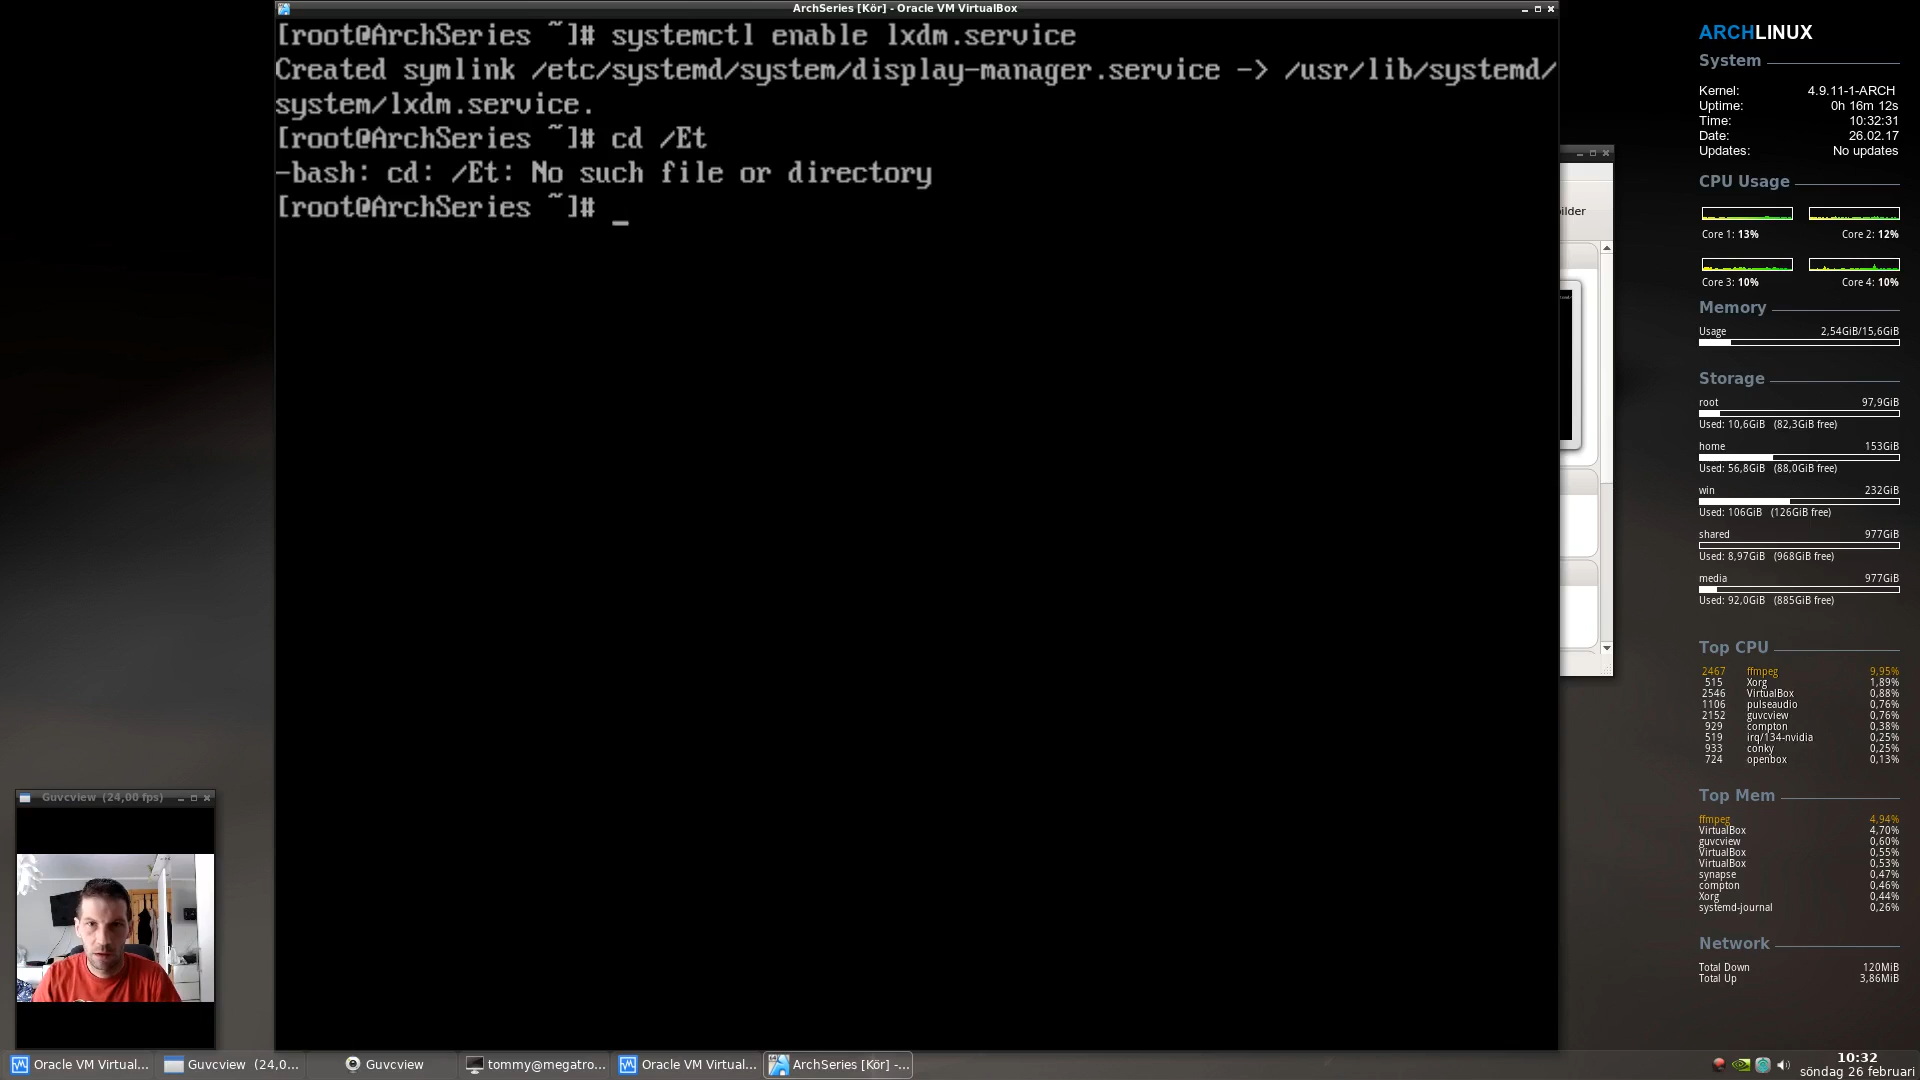 ArchSeries [Kör] - Oracle VM VirtualBox
[root@ArchSeries ~]# systemctl enable lxdm.service
Created symlink /etc/systemd/system/display-manager.service -> /usr/lib/systemd/
system/lxdm.service.
[root@ArchSeries ~]# cd /Et
-bash: cd: /Et: No such file or directory
[root@ArchSeries ~]# _
ARCHLINUX
System
Kernel: 4.9.11-1-ARCH
Uptime: 0h 16m 12s
Time: 10:32:31
Date: 26.02.17
Updates: No updates
CPU Usage
Core 1: 13% Core 2: 12%
Core 3: 10% Core 4: 10%
Memory
Usage 2,54GiB/15,6GiB
Storage
root 97,9GiB
Used: 10,6GiB (82,3GiB free)
home 153GiB
Used: 56,8GiB (88,0GiB free)
win 232GiB
Used: 106GiB (126GiB free)
shared 977GiB
Used: 8,97GiB (968GiB free)
media 977GiB
Used: 92,0GiB (885GiB free)
Top CPU
2467 ffmpeg 9,95%
515 Xorg 1,89%
2546 VirtualBox 0,88%
1106 pulseaudio 0,76%
2152 guvcview 0,76%
929 compton 0,38%
519 irq/134-nvidia 0,25%
933 conky 0,25%
724 openbox 0,13%
Top Mem
ffmpeg 4,94%
VirtualBox 4,70%
guvcview 0,60%
VirtualBox 0,55%
VirtualBox 0,53%
synapse 0,47%
compton 0,46%
Xorg 0,44%
systemd-journal 0,26%
Network
Total Down 120MiB
Total Up 3,86MiB
Guvcview (24,00 fps)
Oracle VM Virtual...
Guvcview (24,0...
Guvcview
tommy@megatro...
Oracle VM Virtual...
ArchSeries [Kör] -...
10:32
söndag 26 februari